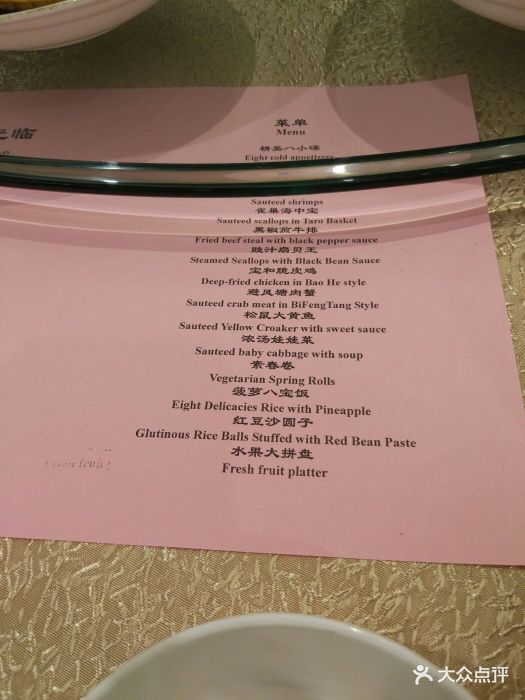 光临
菜单
Menu
精美八小碟
Eight cold appetizers
Sauteed shrimps
雀巢海中宝
Sauteed scallops in Taro Basket
黑椒煎牛排
Fried beef steal with black pepper sauce
豉汁扇贝王
Steamed Scallops with Black Bean Sauce
宝和脆皮鸡
Deep-fried chicken in Bao He style
避风塘肉蟹
Sauteed crab meat in BiFengTang Style
松鼠大黄鱼
Sauteed Yellow Croaker with sweet sauce
浓汤娃娃菜
Sauteed baby cabbage with soup
素春卷
Vegetarian Spring Rolls
菠萝八宝饭
Eight Delicacies Rice with Pineapple
红豆沙圆子
Glutinous Rice Balls Stuffed with Red Bean Paste
水果大拼盘
Fresh fruit platter
大众点评